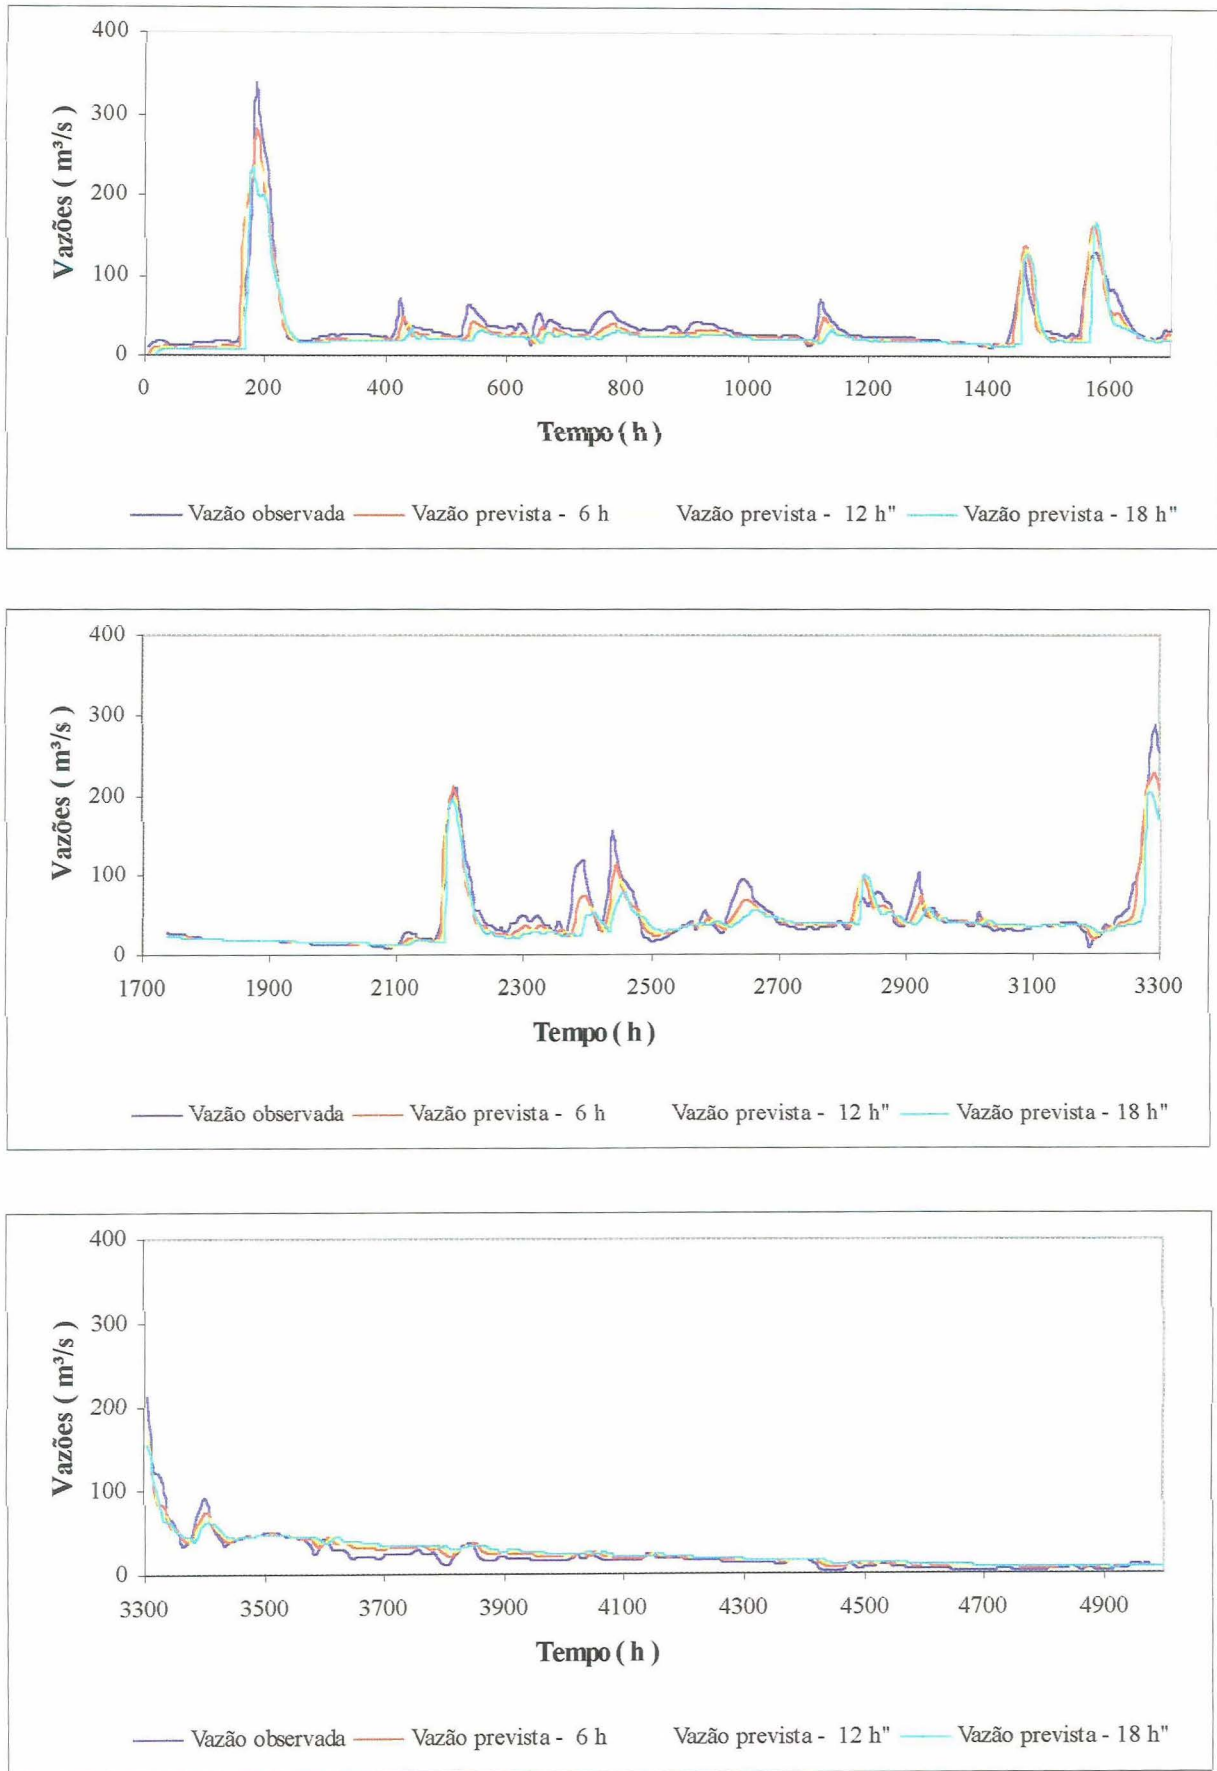 400
300
200
100
0
Vazões ( m³/s )
0 200 400 600 800 1000 1200 1400 1600
Tempo ( h )
Vazão observada Vazão prevista - 6 h Vazão prevista - 12 h" Vazão prevista - 18 h"
400
300
200
100
0
Vazões ( m³/s )
1700 1900 2100 2300 2500 2700 2900 3100 3300
Tempo ( h )
Vazão observada Vazão prevista - 6 h Vazão prevista - 12 h" Vazão prevista - 18 h"
400
300
200
100
0
Vazões ( m³/s )
3300 3500 3700 3900 4100 4300 4500 4700 4900
Tempo ( h )
Vazão observada Vazão prevista - 6 h Vazão prevista - 12 h" Vazão prevista - 18 h"